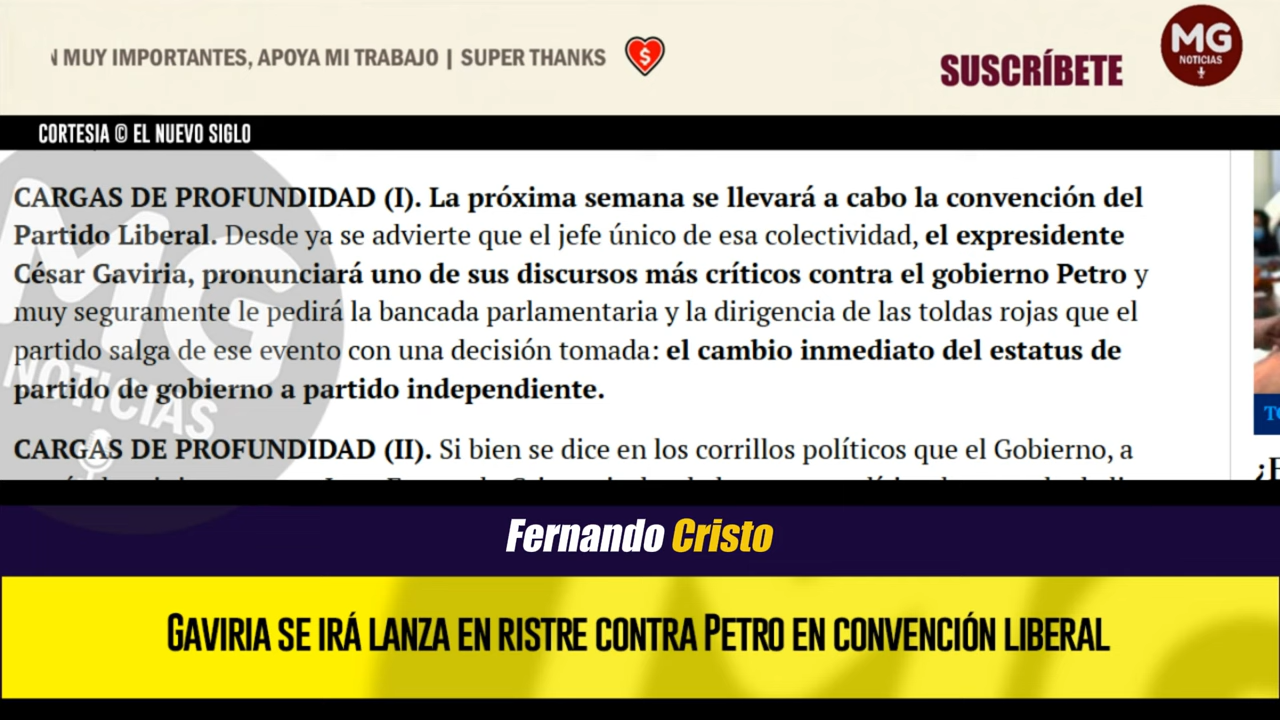 MUY IMPORTANTES, APOYA MI TRABAJO | SUPER THANKS
SUSCRÍBETE
MG
NOTICIAS
CORTESIA © EL NUEVO SIGLO
CARGAS DE PROFUNDIDAD (I). La próxima semana se llevará a cabo la convención del
Partido Liberal. Desde ya se advierte que el jefe único de esa colectividad, el expresidente
César Gaviria, pronunciará uno de sus discursos más críticos contra el gobierno Petro y
muy seguramente le pedirá la bancada parlamentaria y la dirigencia de las toldas rojas que el
partido salga de ese evento con una decisión tomada: el cambio inmediato del estatus de
partido de gobierno a partido independiente.
CARGAS DE PROFUNDIDAD (II). Si bien se dice en los corrillos políticos que el Gobierno, a
MG
NOTICIAS
Fernando Cristo
GAVIRIA SE IRÁ LANZA EN RISTRE CONTRA PETRO EN CONVENCIÓN LIBERAL